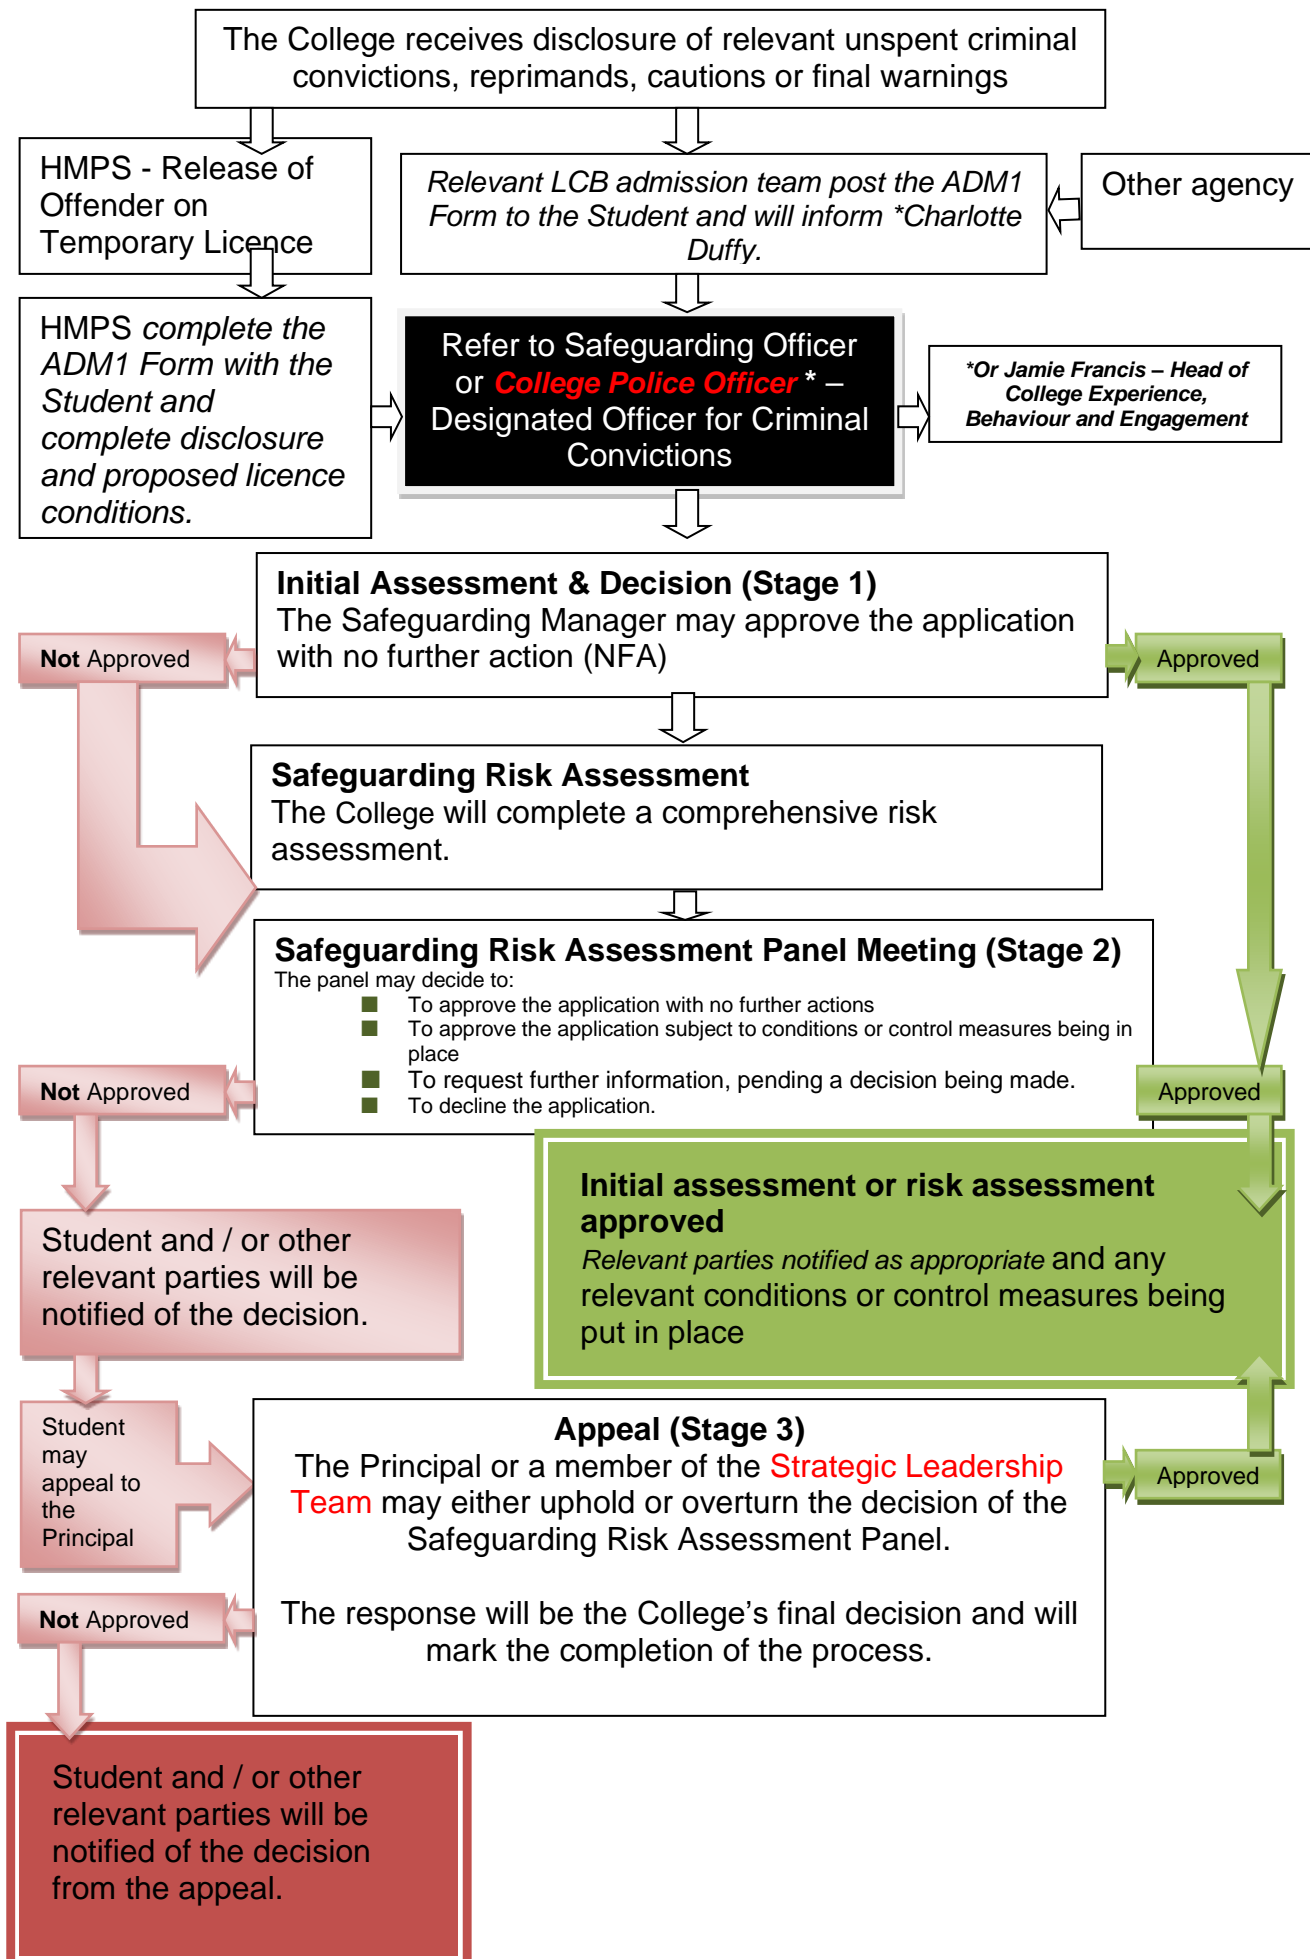 The College receives disclosure of relevant unspent criminal
convictions, reprimands, cautions or final warnings
HMPS - Release of
Offender on
Temporary Licence
Relevant LCB admission team post the ADM1
Form to the Student and will inform *Charlotte
Duffy.
Other agency
HMPS complete the
ADM1 Form with the
Student and
complete disclosure
and proposed licence
conditions.
Refer to Safeguarding Officer
or College Police Officer * –
Designated Officer for Criminal
Convictions
*Or Jamie Francis – Head of
College Experience,
Behaviour and Engagement
Initial Assessment & Decision (Stage 1)
The Safeguarding Manager may approve the application
with no further action (NFA)
Not Approved
Approved
Safeguarding Risk Assessment
The College will complete a comprehensive risk
assessment.
Safeguarding Risk Assessment Panel Meeting (Stage 2)
The panel may decide to:
■ To approve the application with no further actions
■ To approve the application subject to conditions or control measures being in
place
■ To request further information, pending a decision being made.
■ To decline the application.
Not Approved
Approved
Initial assessment or risk assessment
approved
Relevant parties notified as appropriate and any
relevant conditions or control measures being
put in place
Student and / or other
relevant parties will be
notified of the decision.
Student
may
appeal to
the
Principal
Appeal (Stage 3)
The Principal or a member of the Strategic Leadership
Team may either uphold or overturn the decision of the
Safeguarding Risk Assessment Panel.
The response will be the College’s final decision and will
mark the completion of the process.
Approved
Not Approved
Student and / or other
relevant parties will be
notified of the decision
from the appeal.